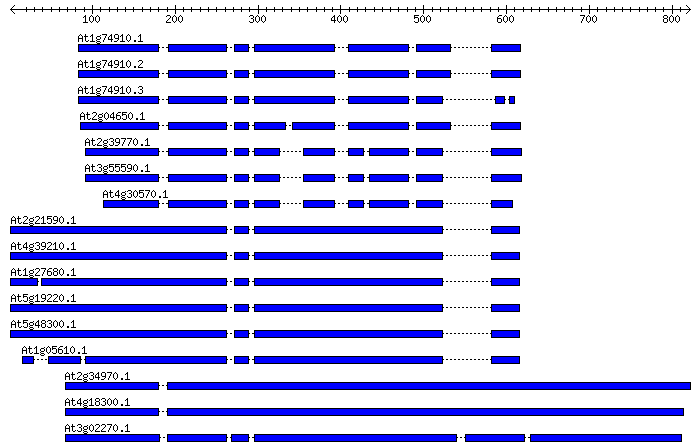 100 200 300 400 500 600 700 800
At1g74910.1
At1g74910.2
At1g74910.3
At2g04650.1
At2g39770.1
At3g55590.1
At4g30570.1
At2g21590.1
At4g39210.1
At1g27680.1
At5g19220.1
At5g48300.1
At1g05610.1
At2g34970.1
At4g18300.1
At3g02270.1